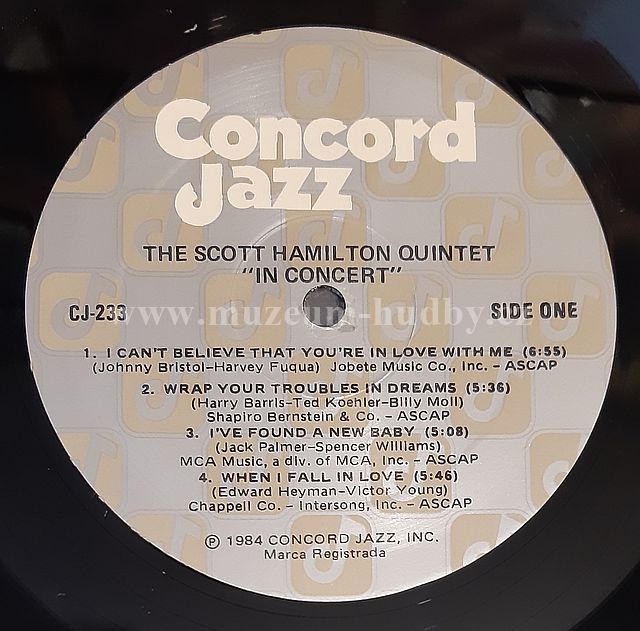 Concord
Jazz
THE SCOTT HAMILTON QUINTET
"IN CONCERT"
CJ-233
SIDE ONE
www.muzeum-hudby.cz
1. I CAN'T BELIEVE THAT YOU'RE IN LOVE WITH ME (6:55)
(Johnny Bristol-Harvey Fuqua) Jobete Music Co., Inc. – ASCAP
2. WRAP YOUR TROUBLES IN DREAMS (5:36)
(Harry Barris-Ted Koehler-Billy Moll)
Shapiro Bernstein & Co. – ASCAP
3. I'VE FOUND A NEW BABY (5:08)
(Jack Palmer-Spencer Williams)
MCA Music, a div. of MCA, Inc. – ASCAP
4. WHEN I FALL IN LOVE (5:46)
(Edward Heyman-Victor Young)
Chappell Co. – Intersong, Inc. – ASCAP
℗ 1984 CONCORD JAZZ, INC.
Marca Registrada